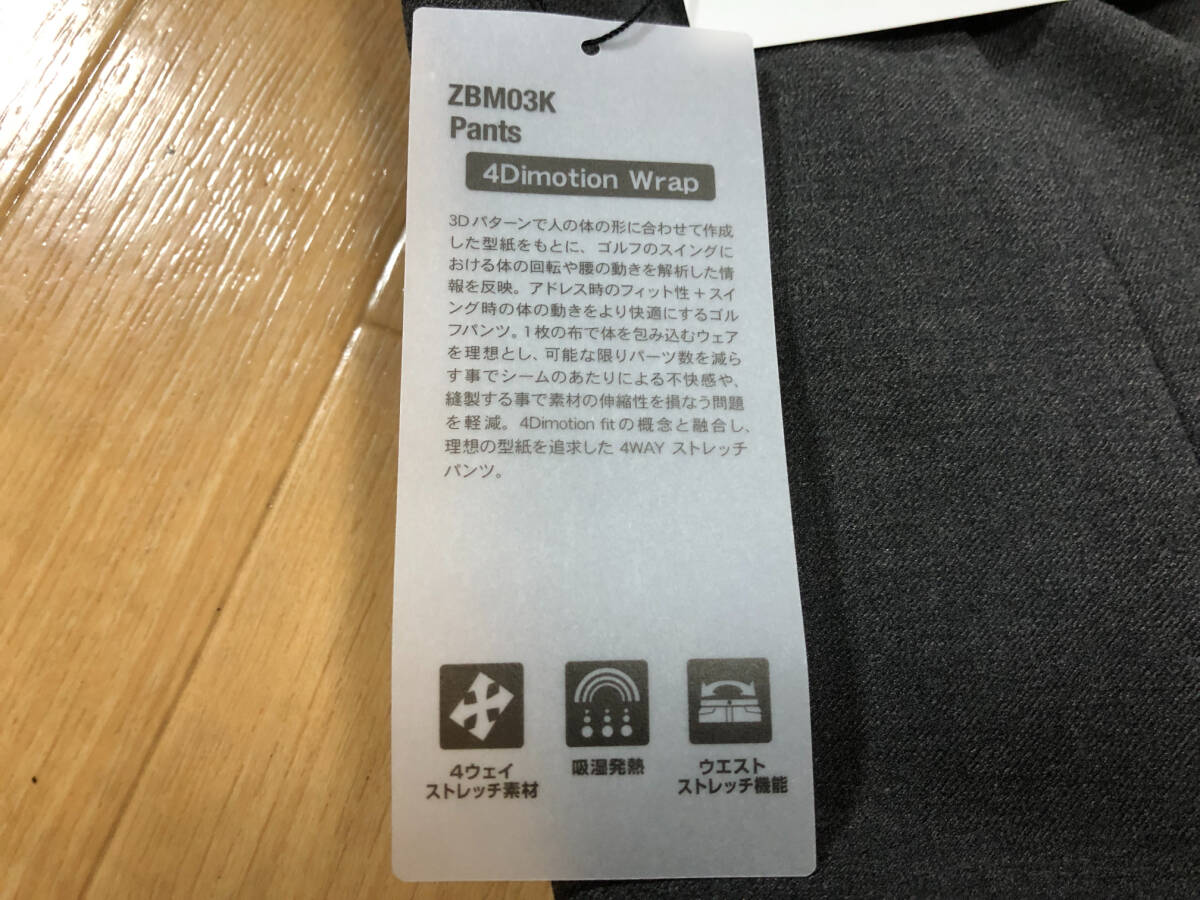 ZBM03K
Pants
4Dimotion Wrap
3Dパターンで人の体の形に合わせて作成
した型紙をもとに、ゴルフのスイングに
おける体の回転や腰の動きを解析した情
報を反映。アドレス時のフィット性+スイ
ング時の体の動きをより快適にするゴル
フパンツ。1枚の布で体を包み込むウェア
を理想とし、可能な限りパーツ数を減ら
す事でシームのあたりによる不快感や、
縫製する事で素材の伸縮性を損なう問題
を軽減。4Dimotion fitの概念と融合し、
理想の型紙を追求した 4WAY ストレッチ
パンツ。
4ウェイ
ストレッチ素材
吸湿発熱
ウエスト
ストレッチ機能